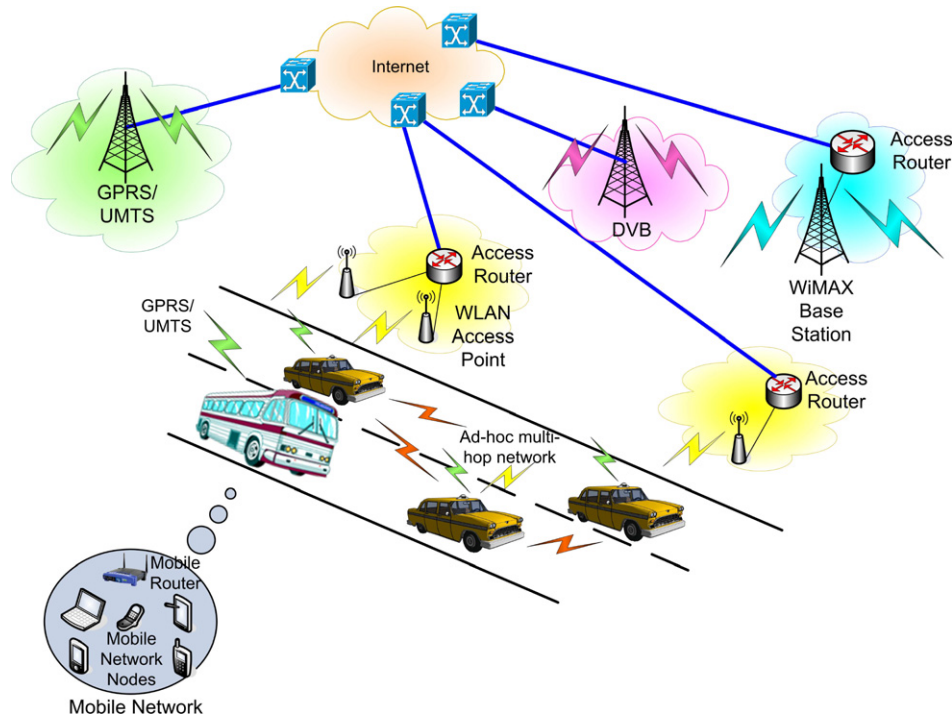 Internet
GPRS/
UMTS
DVB
Access
Router
WiMAX
Base
Station
Access
Router
WLAN
Access
Point
GPRS/
UMTS
Access
Router
Ad-hoc multi-
hop network
Mobile
Router
Mobile
Network
Nodes
Mobile Network